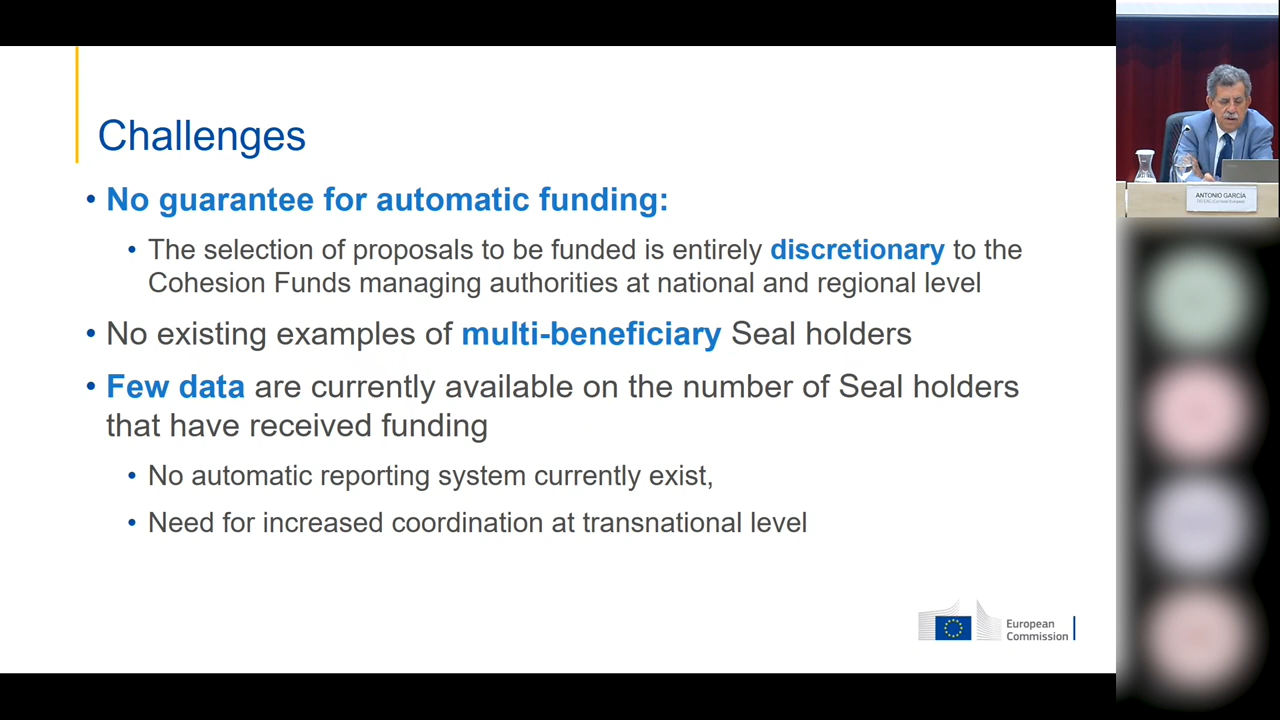 Challenges
• No guarantee for automatic funding:
• The selection of proposals to be funded is entirely discretionary to the
Cohesion Funds managing authorities at national and regional level
• No existing examples of multi-beneficiary Seal holders
• Few data are currently available on the number of Seal holders
that have received funding
• No automatic reporting system currently exist,
• Need for increased coordination at transnational level
European
Commission
ANTONIO GARCÍA